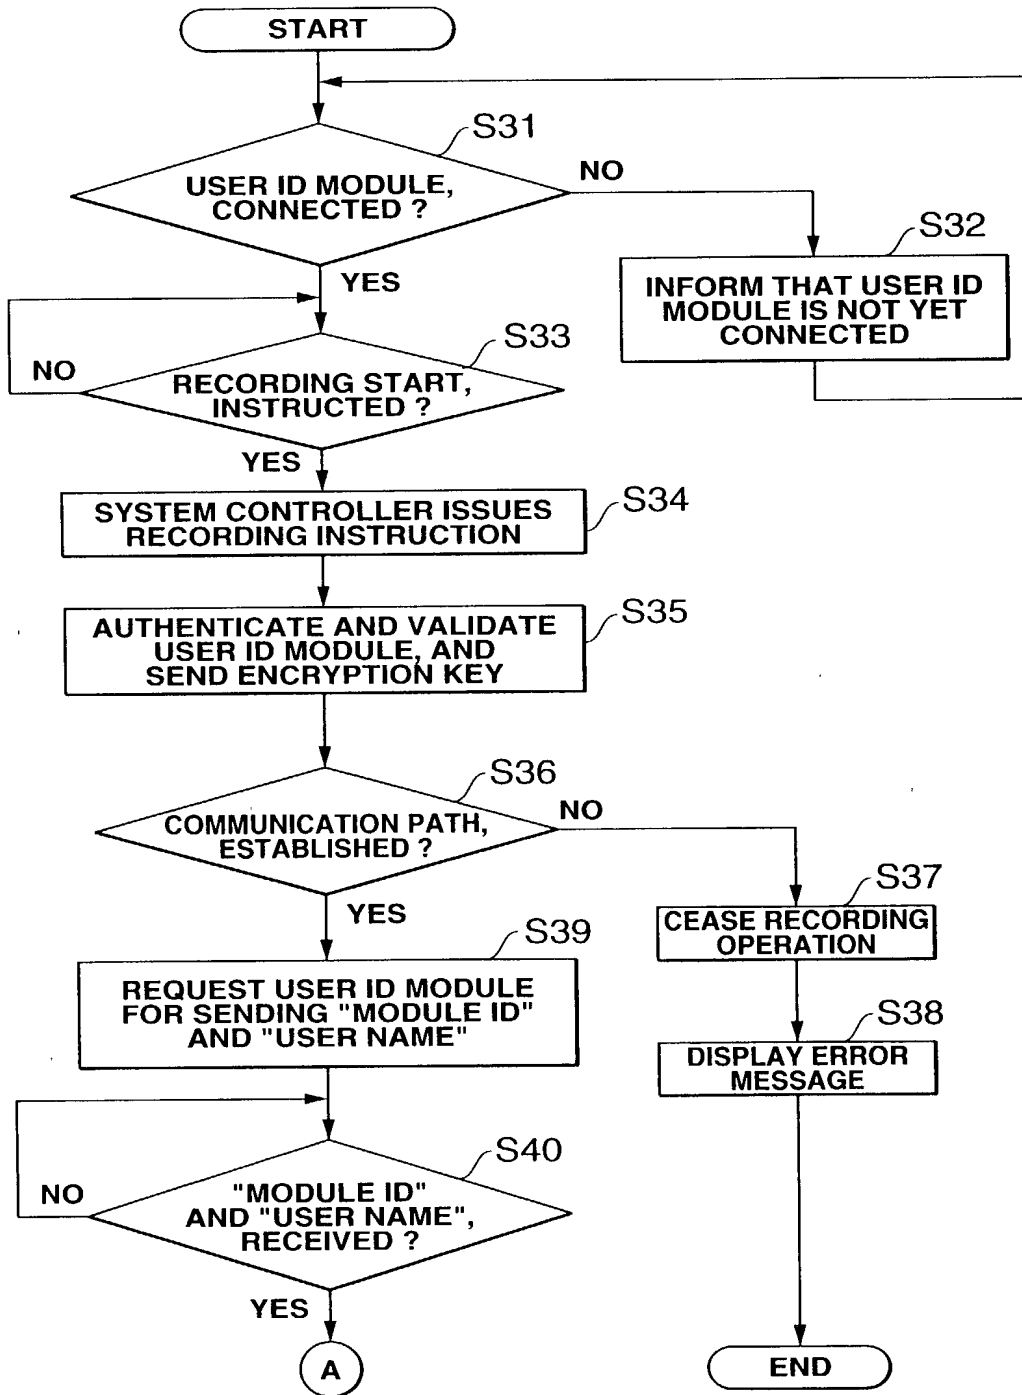 START
S31
USER ID MODULE,
CONNECTED ?
NO
S32
INFORM THAT USER ID
MODULE IS NOT YET
CONNECTED
YES
S33
NO
RECORDING START,
INSTRUCTED ?
YES
S34
SYSTEM CONTROLLER ISSUES
RECORDING INSTRUCTION
S35
AUTHENTICATE AND VALIDATE
USER ID MODULE, AND
SEND ENCRYPTION KEY
S36
COMMUNICATION PATH,
ESTABLISHED ?
NO
S37
CEASE RECORDING
OPERATION
YES
S39
REQUEST USER ID MODULE
FOR SENDING "MODULE ID"
AND "USER NAME"
S38
DISPLAY ERROR
MESSAGE
S40
NO
"MODULE ID"
AND "USER NAME",
RECEIVED ?
YES
A
END